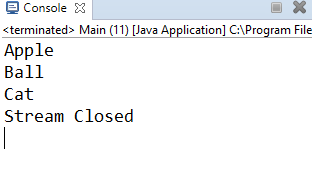 Console
<terminated> Main (11) [Java Application] C:\Program File
Apple
Ball
Cat
Stream Closed